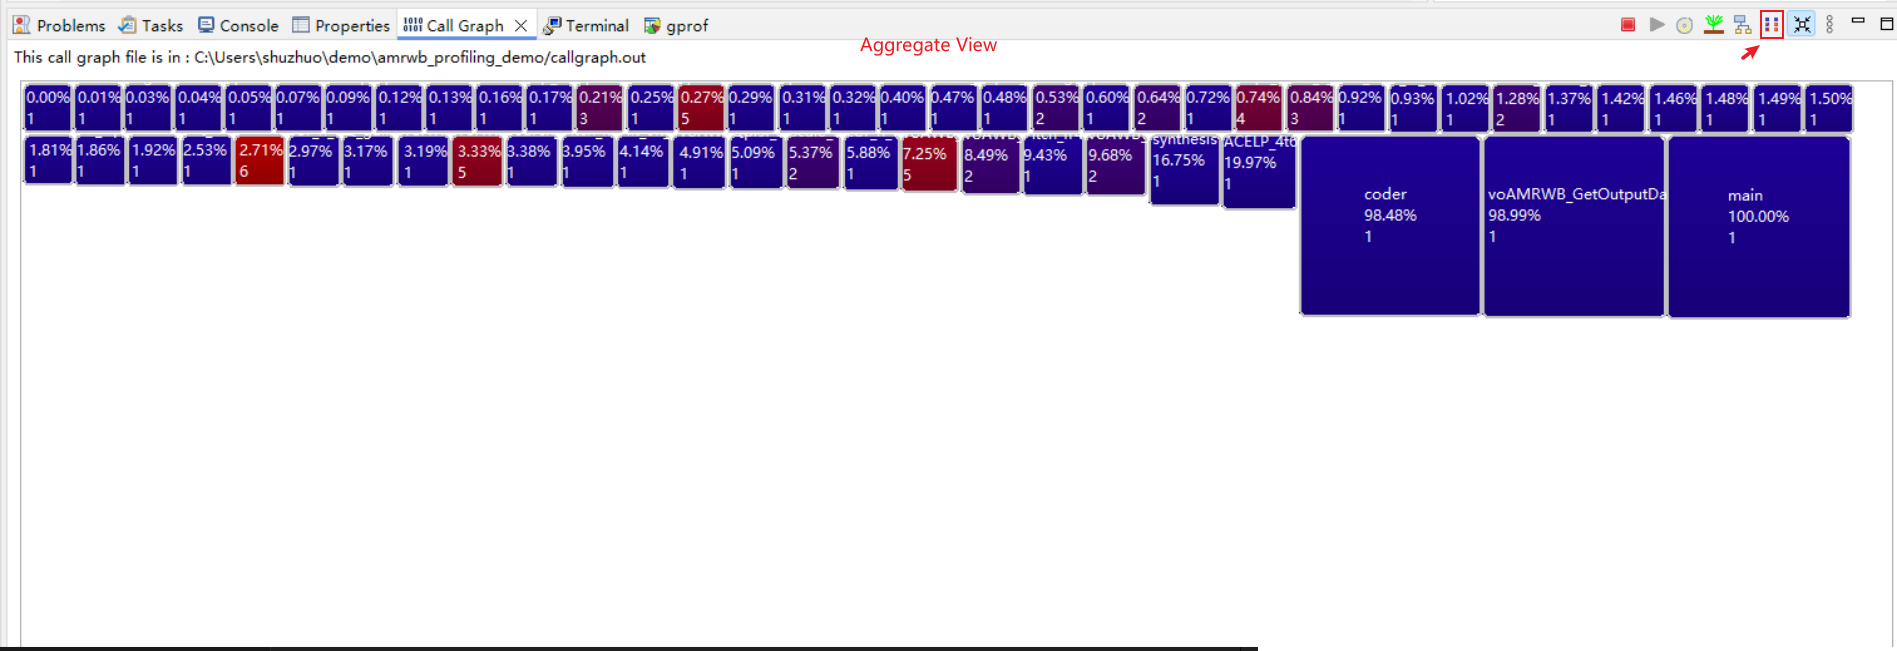 Problems Tasks Console Properties Call Graph Terminal gprof
Aggregate View
This call graph file is in : C:\Users\shuzhuo\demo\amrwb_profiling_demo/callgraph.out
0.00% 0.01% 0.03% 0.04% 0.05% 0.07% 0.09% 0.12% 0.13% 0.16% 0.17% 0.21% 0.25% 0.27% 0.29% 0.31% 0.32% 0.40% 0.47% 0.48% 0.53% 0.60% 0.64% 0.72% 0.74% 0.84% 0.92% 0.93% 1.02% 1.28% 1.37% 1.42% 1.46% 1.48% 1.49% 1.50%
1 1 1 1 1 1 1 1 1 1 1 3 1 5 1 1 1 1 1 1 2 1 2 1 4 3 1 1 1 2 1 1 1 1 1 1
synthesis ACELP_4t6
1.81% 1.86% 1.92% 2.53% 2.71% 2.97% 3.17% 3.19% 3.33% 3.38% 3.95% 4.14% 4.91% 5.09% 5.37% 5.88% 7.25% 8.49% 9.43% 9.68% 16.75% 19.97%
1 1 1 1 6 1 1 1 5 1 1 1 1 1 2 1 5 2 1 2 1 1
coder voAMRWB_GetOutputDa main
98.48% 98.99% 100.00%
1 1 1